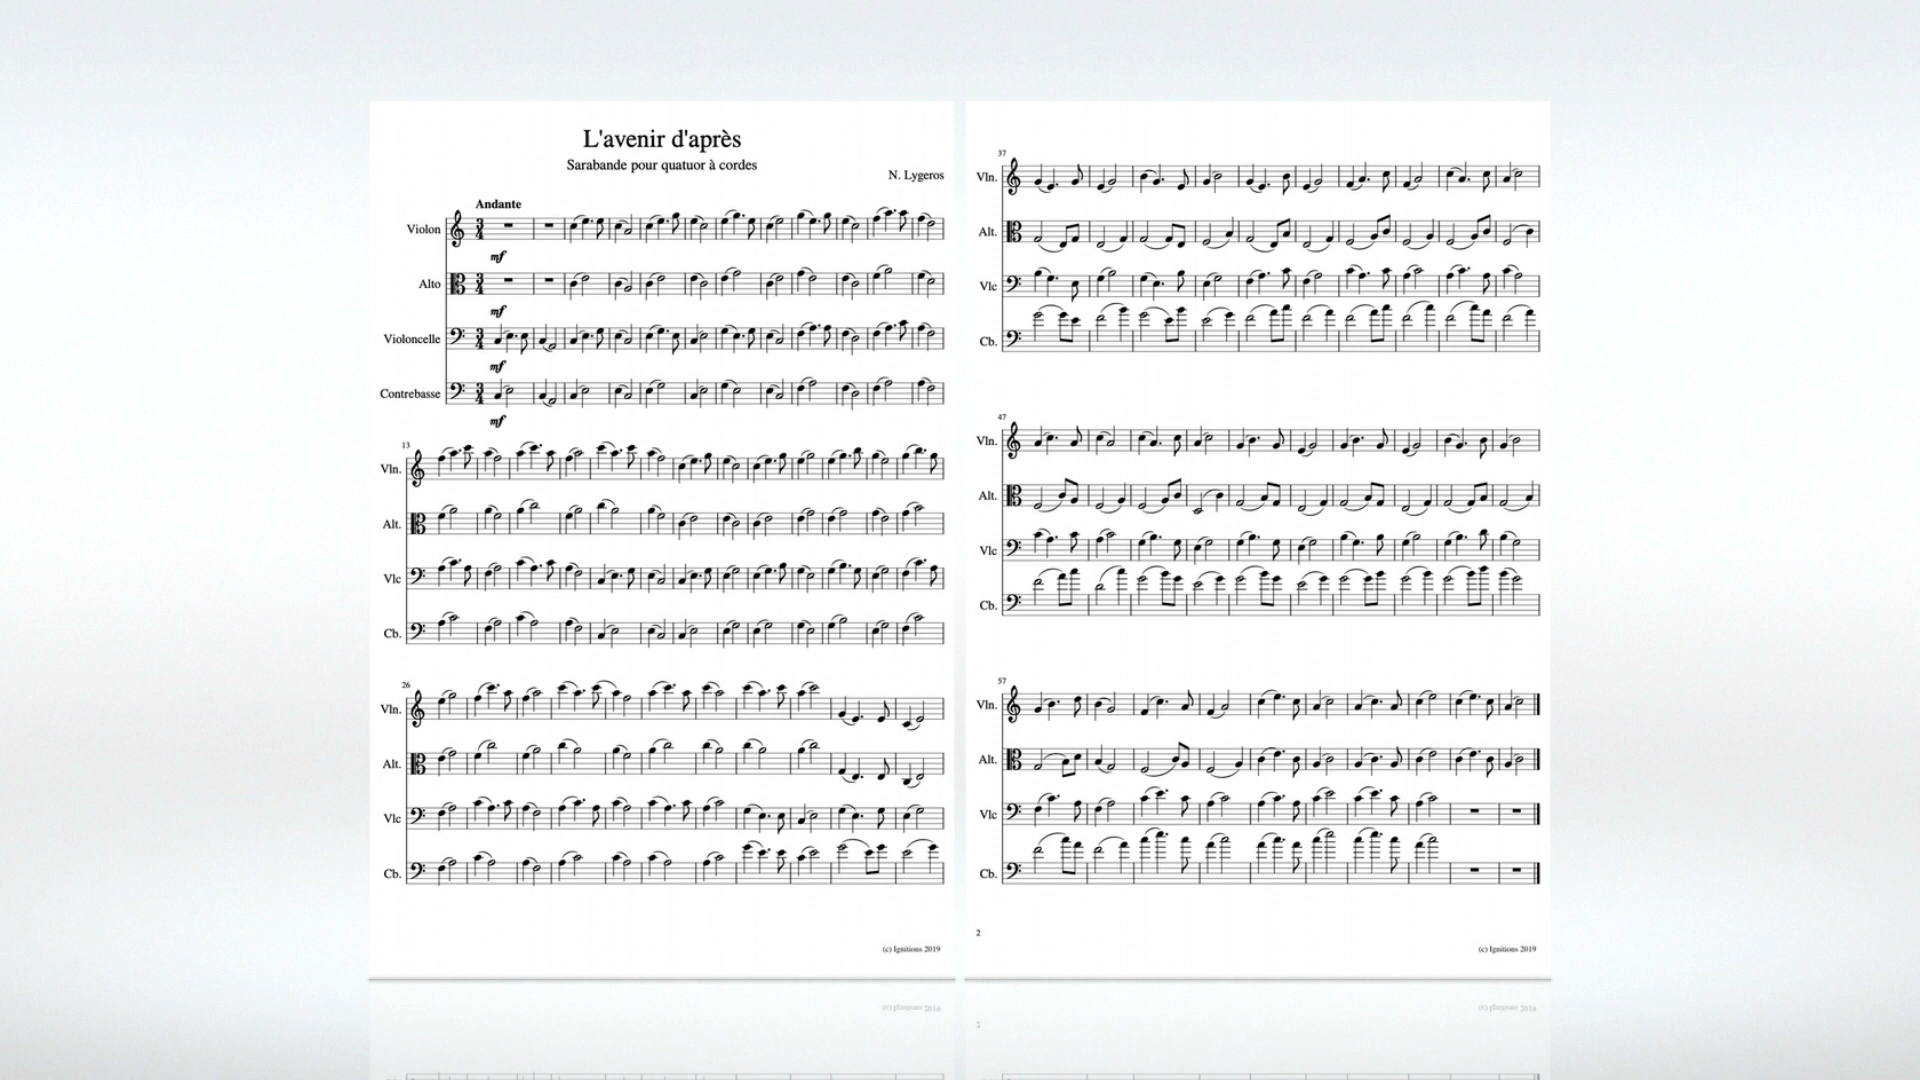 L'avenir d'après
Sarabande pour quatuor à cordes
N. Lygeros
Andante
Violon
mf
Alto
mf
Violoncelle
mf
Contrebasse
mf
13
Vln.
Alt.
Vlc
Cb.
26
Vln.
Alt.
Vlc
Cb.
(c) Ignitions 2019
37
Vln.
Alt.
Vlc
Cb.
47
Vln.
Alt.
Vlc
Cb.
57
Vln.
Alt.
Vlc
Cb.
2
(c) Ignitions 2019